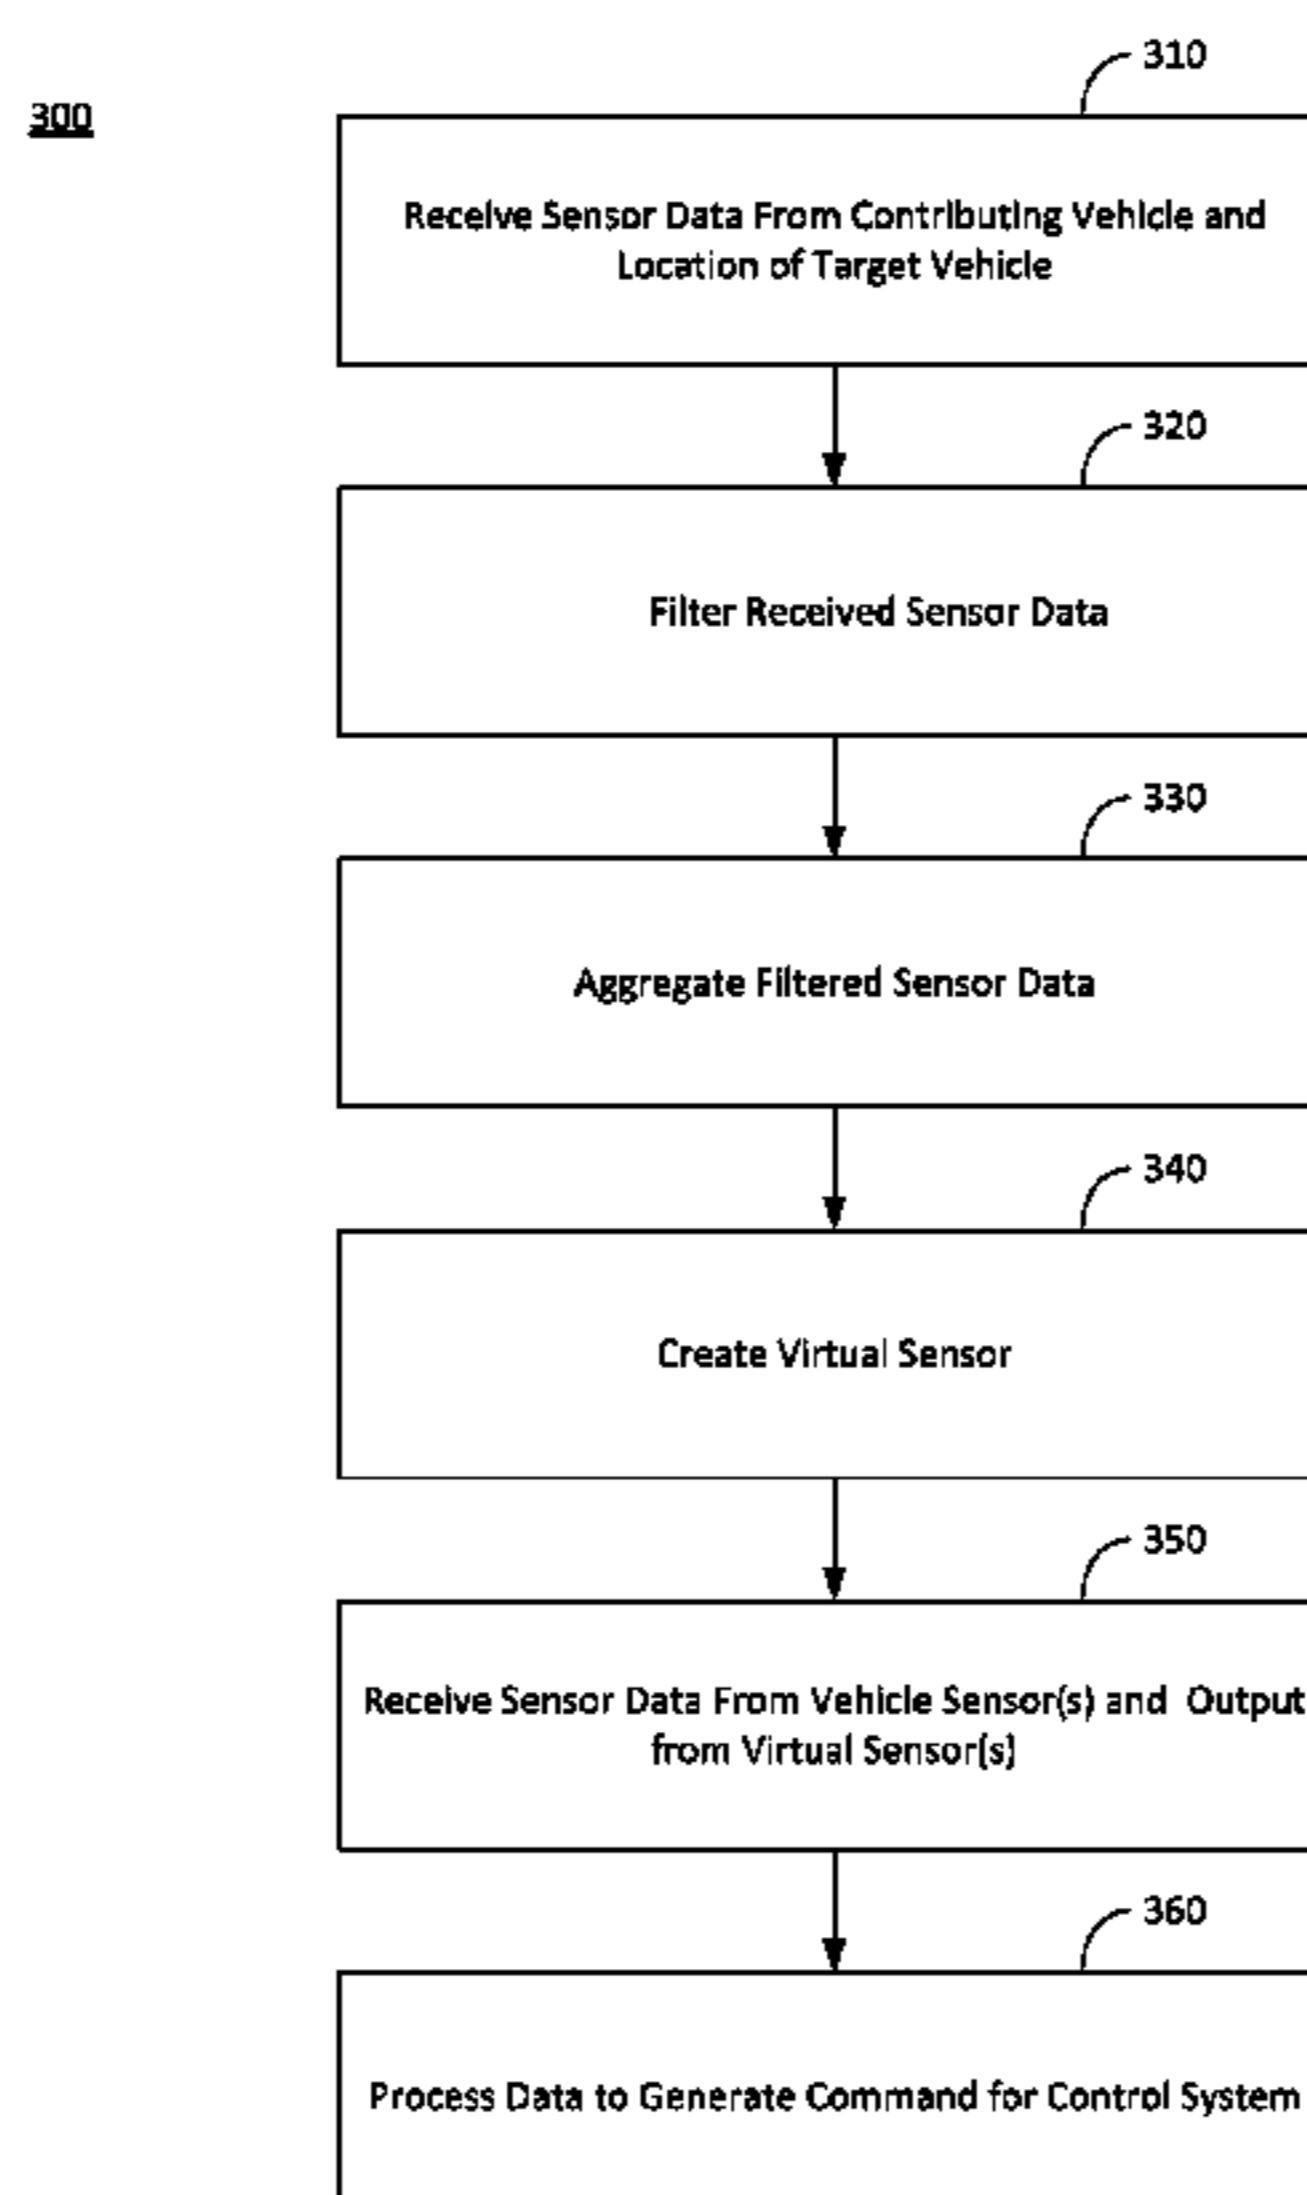 310
300
Receive Sensor Data From Contributing Vehicle and
Location of Target Vehicle
320
Filter Received Sensor Data
330
Aggregate Filtered Sensor Data
340
Create Virtual Sensor
350
Receive Sensor Data From Vehicle Sensor(s) and Output
from Virtual Sensor(s)
360
Process Data to Generate Command for Control System